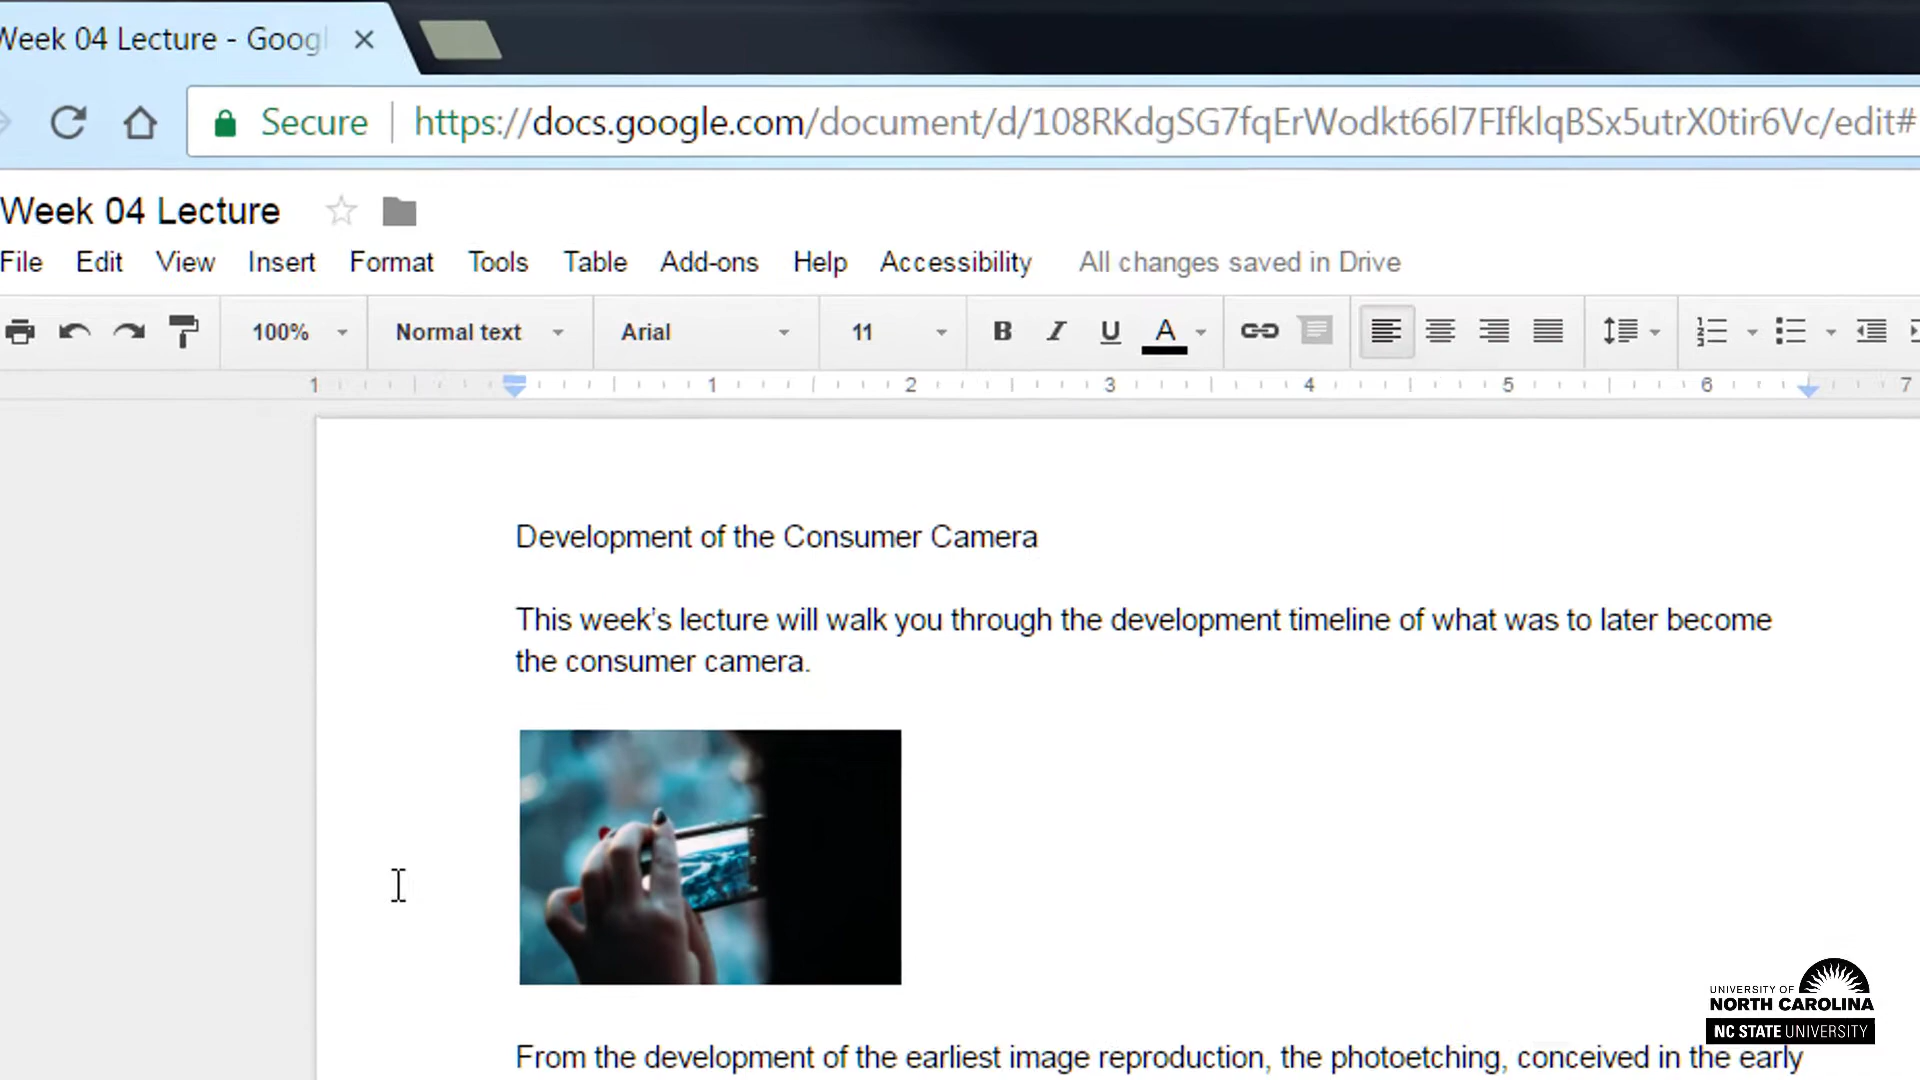 Week 04 Lecture - Googl
Secure
https://docs.google.com/document/d/108RKdgSG7fqErWodkt66l7FIfklqBSx5utrX0tir6Vc/edit#
Week 04 Lecture
File Edit View Insert Format Tools Table Add-ons Help Accessibility All changes saved in Drive
100% Normal text Arial 11 B I U A
1 1 2 3 4 5 6 7
Development of the Consumer Camera
This week’s lecture will walk you through the development timeline of what was to later become
the consumer camera.
From the development of the earliest image reproduction, the photoetching, conceived in the early
UNIVERSITY OF
NORTH CAROLINA
NC STATE UNIVERSITY